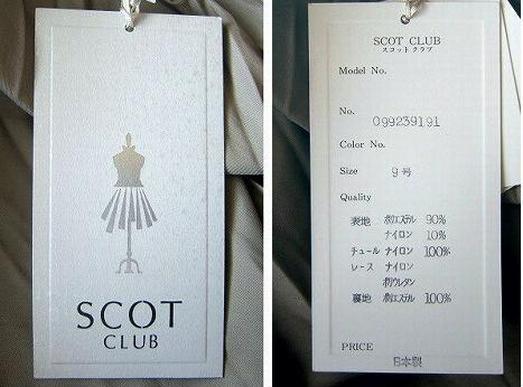 SCOT
CLUB
SCOT CLUB
スコットクラブ
Model No.
No. 099239191
Color No.
Size 9号
Quality
表地 ポリエステル 90%
ナイロン 10%
チュール ナイロン 100%
レース ナイロン
ポリウレタン
裏地 ポリエステル 100%
PRICE
日本製